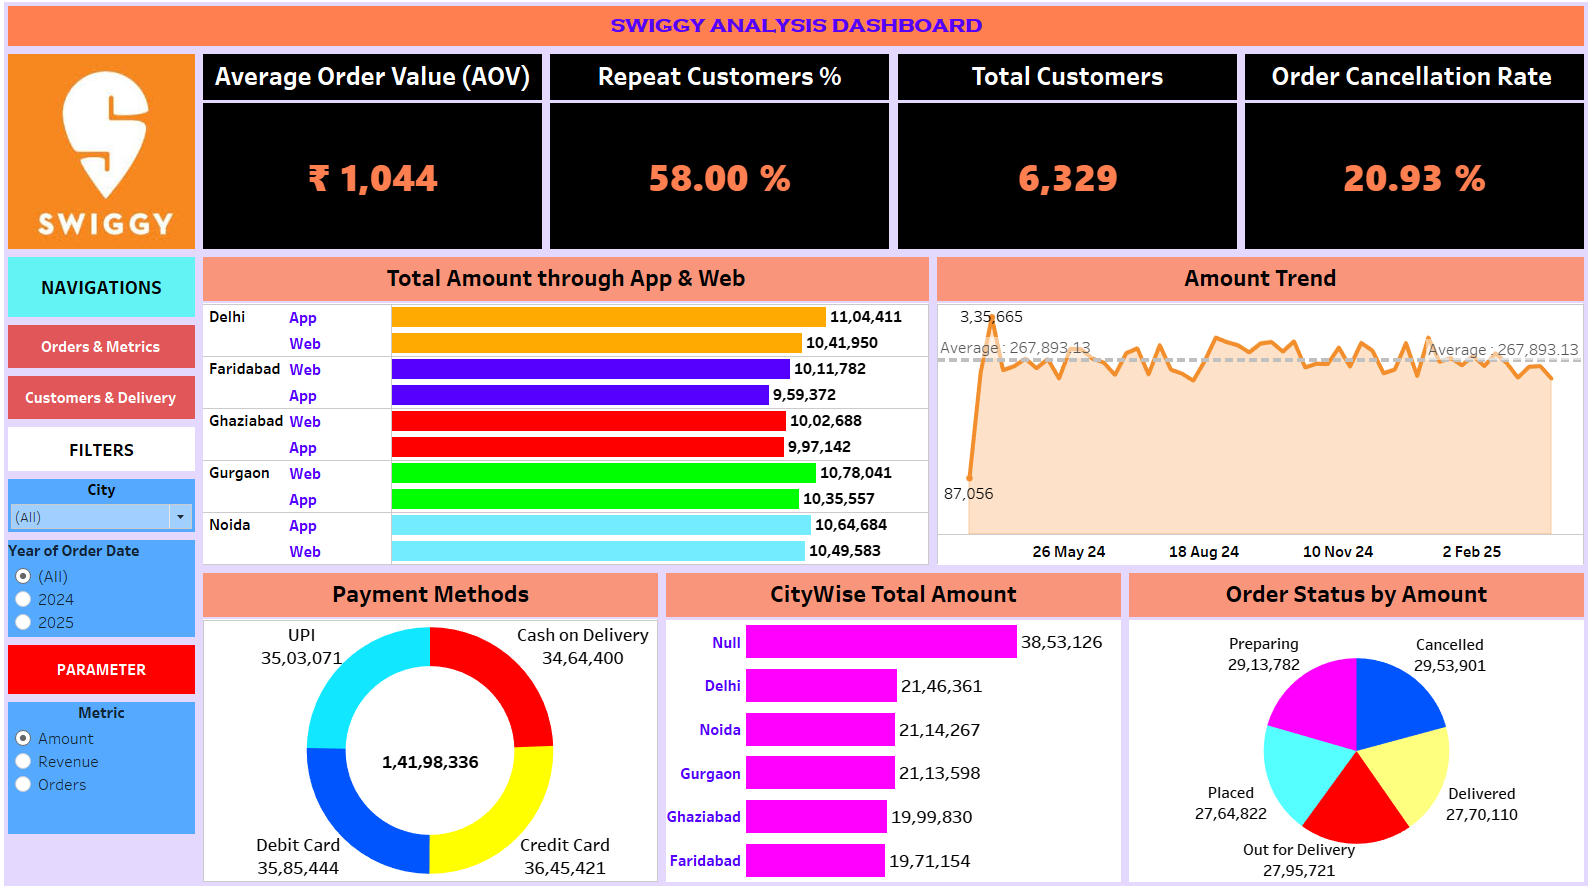 SWIGGY ANALYSIS DASHBOARD
SWIGGY
Average Order Value (AOV)
₹ 1,044
Repeat Customers %
58.00 %
Total Customers
6,329
Order Cancellation Rate
20.93 %
NAVIGATIONS
Orders & Metrics
Customers & Delivery
FILTERS
City
(All)
Year of Order Date
(All)
2024
2025
PARAMETER
Metric
Amount
Revenue
Orders
Total Amount through App & Web
Delhi App 11,04,411
Web 10,41,950
Faridabad Web 10,11,782
App 9,59,372
Ghaziabad Web 10,02,688
App 9,97,142
Gurgaon Web 10,78,041
App 10,35,557
Noida App 10,64,684
Web 10,49,583
Amount Trend
3,35,665
Average : 267,893.13
Average : 267,893.13
87,056
26 May 24 18 Aug 24 10 Nov 24 2 Feb 25
Payment Methods
UPI
35,03,071
Cash on Delivery
34,64,400
1,41,98,336
Debit Card
35,85,444
Credit Card
36,45,421
CityWise Total Amount
Null 38,53,126
Delhi 21,46,361
Noida 21,14,267
Gurgaon 21,13,598
Ghaziabad 19,99,830
Faridabad 19,71,154
Order Status by Amount
Preparing
29,13,782
Cancelled
29,53,901
Placed
27,64,822
Delivered
27,70,110
Out for Delivery
27,95,721